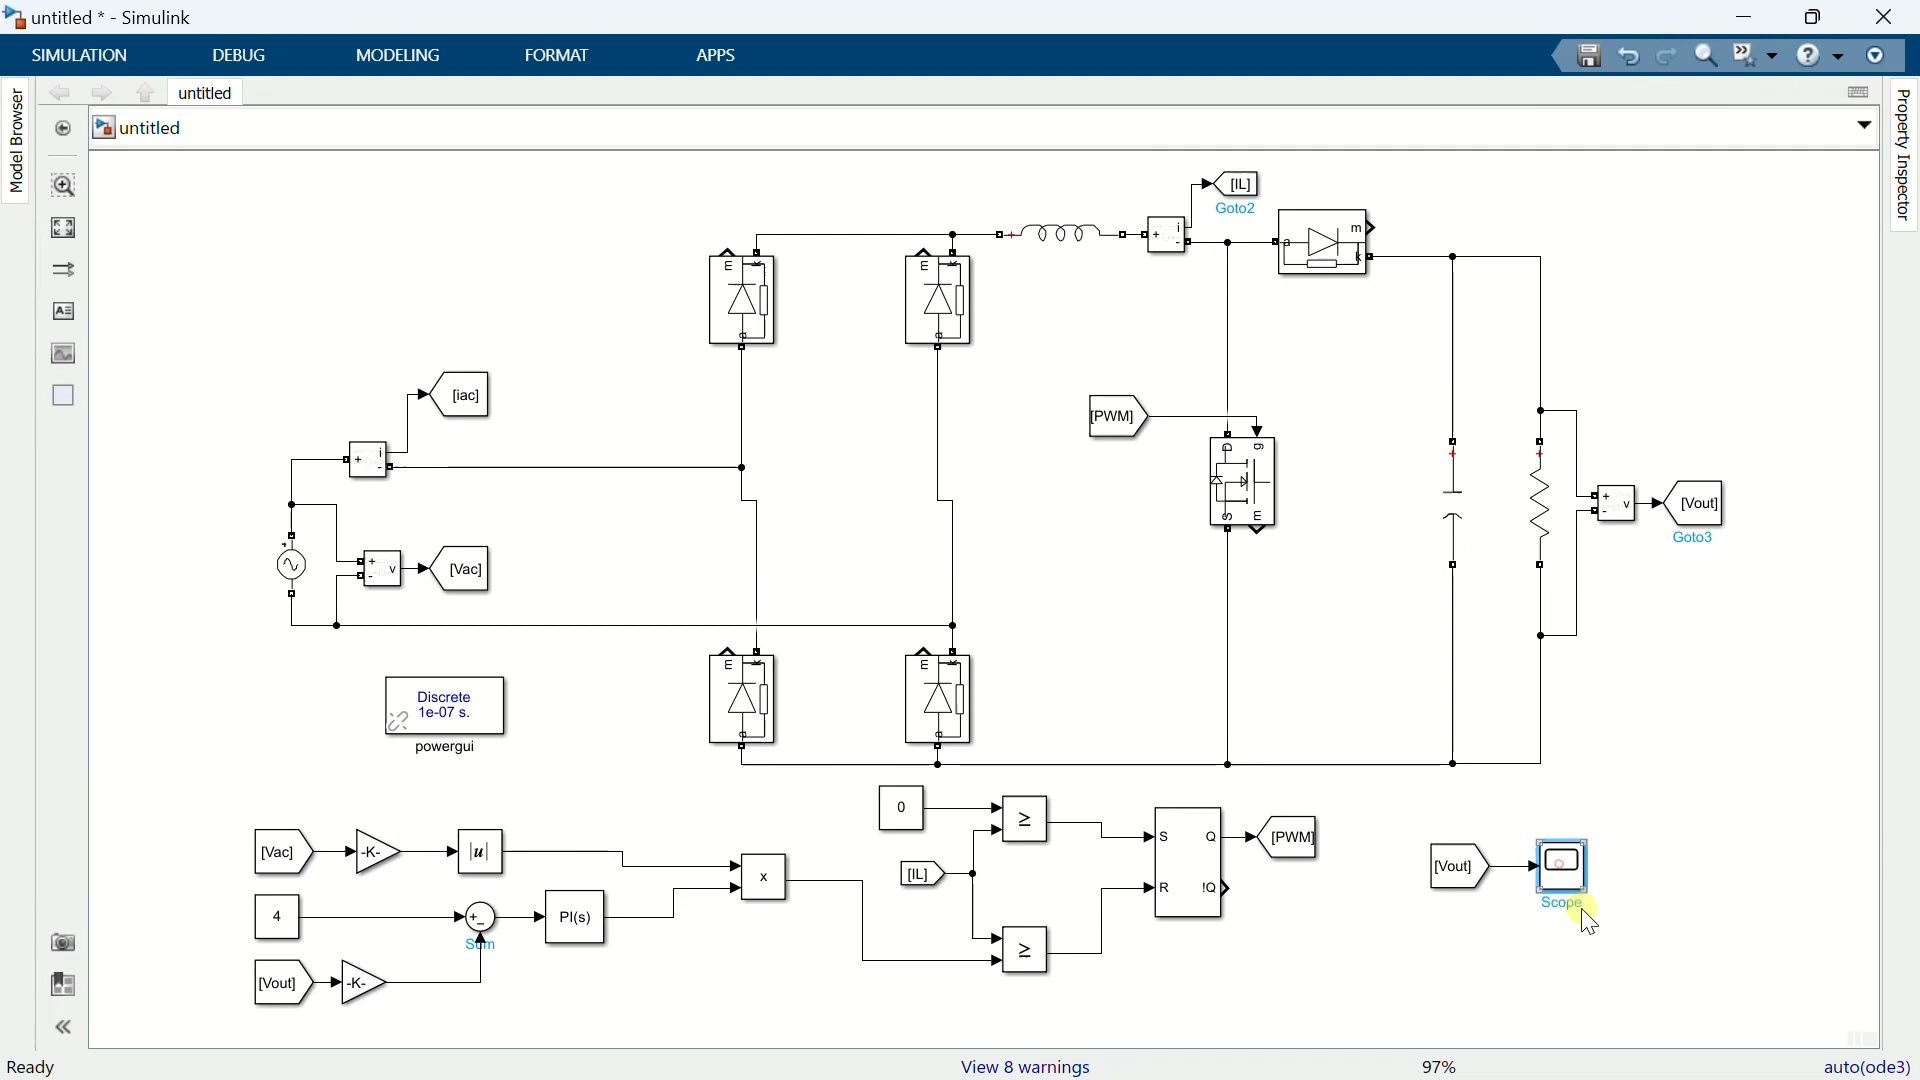 untitled * - Simulink
SIMULATION
DEBUG
MODELING
FORMAT
APPS
?
Model Browser
untitled
Property Inspector
untitled
[IL]
Goto2
m
a
k
m
k
a
m
k
a
[iac]
+
i
-
+
i
-
[PWM]
D
g
S
m
+
+
+
-
v
[Vout]
Goto3
+
-
v
[Vac]
Discrete
1e-07 s.
powergui
m
k
a
m
k
a
0
≥
[Vac]
-K-
|u|
x
[IL]
S
Q
R
!Q
[PWM]
[Vout]
Scope
4
+
-
Sum
PI(s)
≥
[Vout]
-K-
Ready
View 8 warnings
97%
auto(ode3)